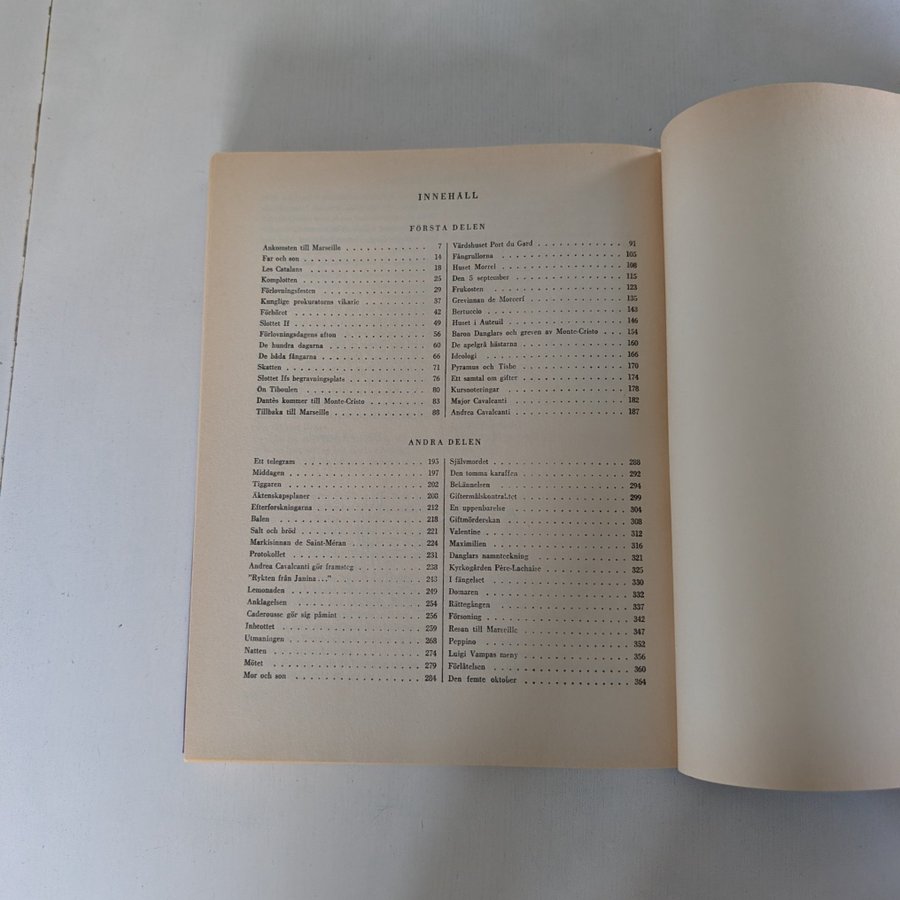 INNEHÅLL
FÖRSTA DELEN
Ankomsten till Marseille . . . . . . . . . . 7
Far och son . . . . . . . . . . 14
Les Catalans . . . . . . . . . . 18
Komplotten . . . . . . . . . . 25
Förlovningsfesten . . . . . . . . . . 29
Kunglige prokuratorns vikarie . . . . . . . . . . 37
Förhöret . . . . . . . . . . 42
Slottet If . . . . . . . . . . 49
Förlovningsdagens afton . . . . . . . . . . 56
De hundra dagarna . . . . . . . . . . 60
De båda fångarna . . . . . . . . . . 66
Skatten . . . . . . . . . . 71
Slottet Ifs begravningsplats . . . . . . . . . . 76
Ön Tiboulen . . . . . . . . . . 80
Dantès kommer till Monte-Cristo . . . . . . . . . . 83
Tillbaka till Marseille . . . . . . . . . . 88
Värdshuset Pont du Gard . . . . . . . . . . 91
Fångrullorna . . . . . . . . . . 105
Huset Morrel . . . . . . . . . . 108
Den 5 september . . . . . . . . . . 115
Frukosten . . . . . . . . . . 123
Grevinnan de Morcerf . . . . . . . . . . 135
Bertuccio . . . . . . . . . . 143
Huset i Auteuil . . . . . . . . . . 146
Baron Danglars och greven av Monte-Cristo . . . 154
De apelgrå hästarna . . . . . . . . . . 160
Ideologi . . . . . . . . . . 166
Pyramus och Tisbe . . . . . . . . . . 170
Ett samtal om gifter . . . . . . . . . . 174
Kursnoteringar . . . . . . . . . . 178
Major Cavalcanti . . . . . . . . . . 182
Andrea Cavalcanti . . . . . . . . . . 187
ANDRA DELEN
Ett telegram . . . . . . . . . . 193
Middagen . . . . . . . . . . 197
Tiggaren . . . . . . . . . . 202
Äktenskapsplaner . . . . . . . . . . 208
Efterforskningarna . . . . . . . . . . 212
Balen . . . . . . . . . . 218
Salt och bröd . . . . . . . . . . 221
Markisinnan de Saint-Méran . . . . . . . . . . 224
Protokollet . . . . . . . . . . 231
Andrea Cavalcanti gör framsteg . . . . . . . . . . 238
"Rykten från Janina . . ." . . . . . . . . . . 243
Lemonaden . . . . . . . . . . 249
Anklagelsen . . . . . . . . . . 254
Caderousse gör sig påmint . . . . . . . . . . 256
Inbrottet . . . . . . . . . . 259
Utmaningen . . . . . . . . . . 268
Natten . . . . . . . . . . 274
Mötet . . . . . . . . . . 279
Mor och son . . . . . . . . . . 284
Självmordet . . . . . . . . . . 288
Den tomma karaffen . . . . . . . . . . 292
Bekännelsen . . . . . . . . . . 294
Giftermålskontraktet . . . . . . . . . . 299
En uppenbarelse . . . . . . . . . . 304
Giftmörderskan . . . . . . . . . . 308
Valentine . . . . . . . . . . 312
Maximilien . . . . . . . . . . 316
Danglars namnteckning . . . . . . . . . . 321
Kyrkogården Père-Lachaise . . . . . . . . . . 325
I fängelset . . . . . . . . . . 330
Domaren . . . . . . . . . . 332
Rättegången . . . . . . . . . . 337
Försoning . . . . . . . . . . 342
Resan till Marseille . . . . . . . . . . 347
Peppino . . . . . . . . . . 352
Luigi Vampas meny . . . . . . . . . . 356
Förlåtelsen . . . . . . . . . . 360
Den femte oktober . . . . . . . . . . 364